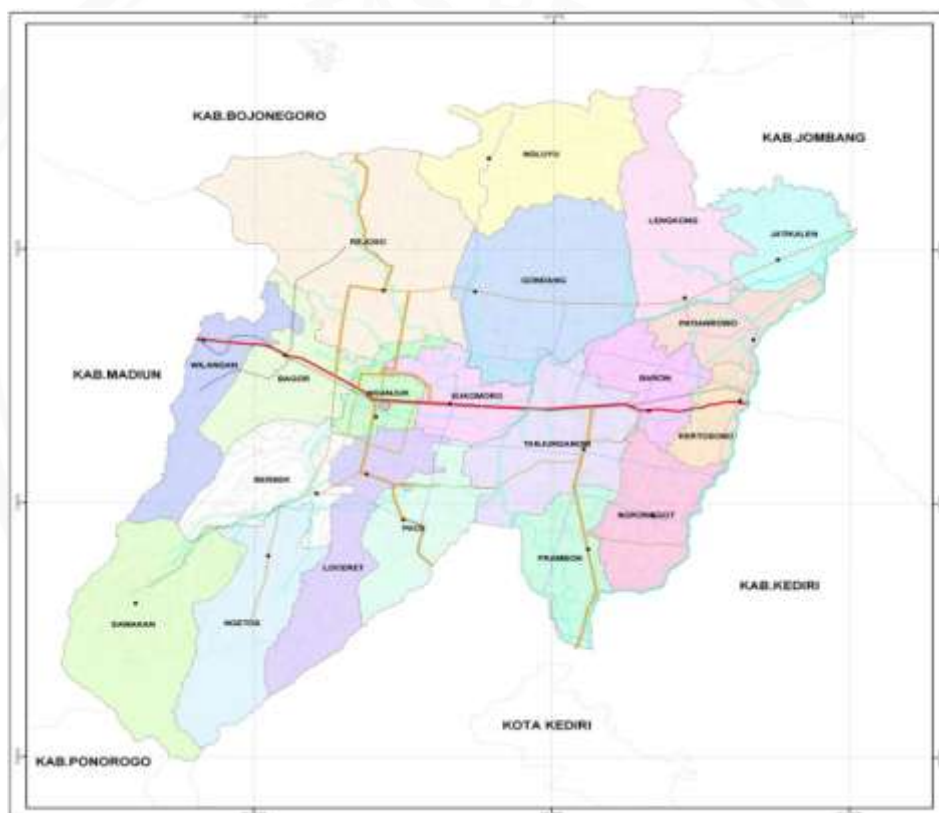 KAB.BOJONEGORO
KAB.JOMBANG
NGLUYU
LENGKONG
JATIKALEN
REJOSO
GONDANG
PATIANROWO
WILANGAN
KAB.MADIUN
BAGOR
BARON
NGANJUK
SUKOMORO
KERTOSONO
TANJUNGANOM
BERBEK
NGRONGGOT
PACE
PRAMBON
LOCERET
KAB.KEDIRI
SAWAHAN
NGETOS
KOTA KEDIRI
KAB.PONOROGO